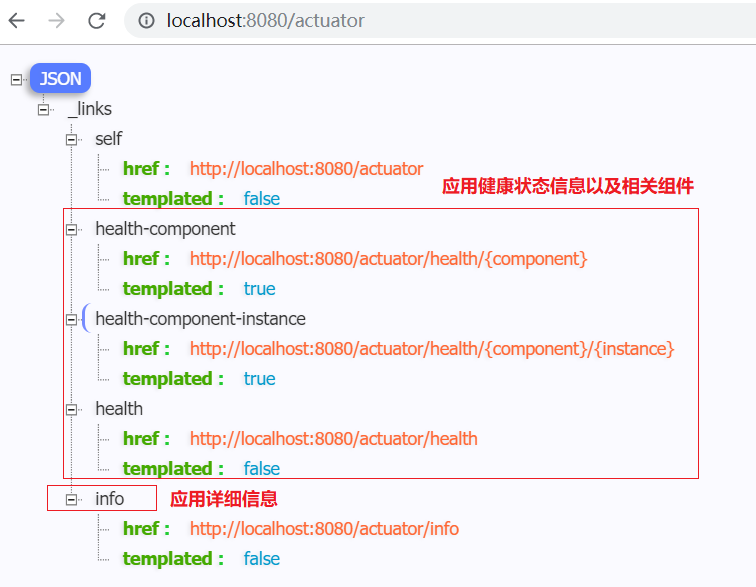 localhost:8080/actuator
JSON
_links
self
href : http://localhost:8080/actuator
templated : false
应用健康状态信息以及相关组件
health-component
href : http://localhost:8080/actuator/health/{component}
templated : true
health-component-instance
href : http://localhost:8080/actuator/health/{component}/{instance}
templated : true
health
href : http://localhost:8080/actuator/health
templated : false
info 应用详细信息
href : http://localhost:8080/actuator/info
templated : false